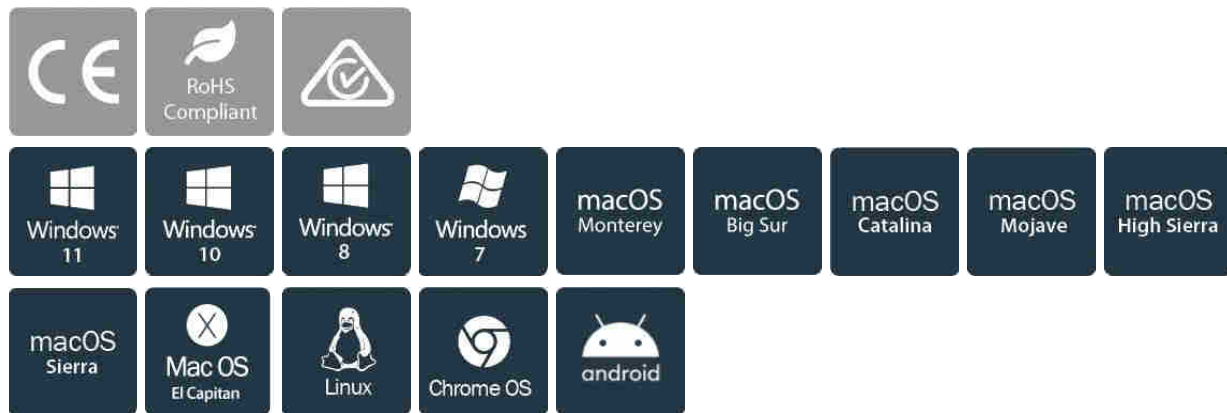 CE
RoHS
Compliant
Windows
11
Windows
10
Windows
8
Windows
7
macOS
Monterey
macOS
Big Sur
macOS
Catalina
macOS
Mojave
macOS
High Sierra
macOS
Sierra
X
Mac OS
El Capitan
Linux
Chrome OS
android